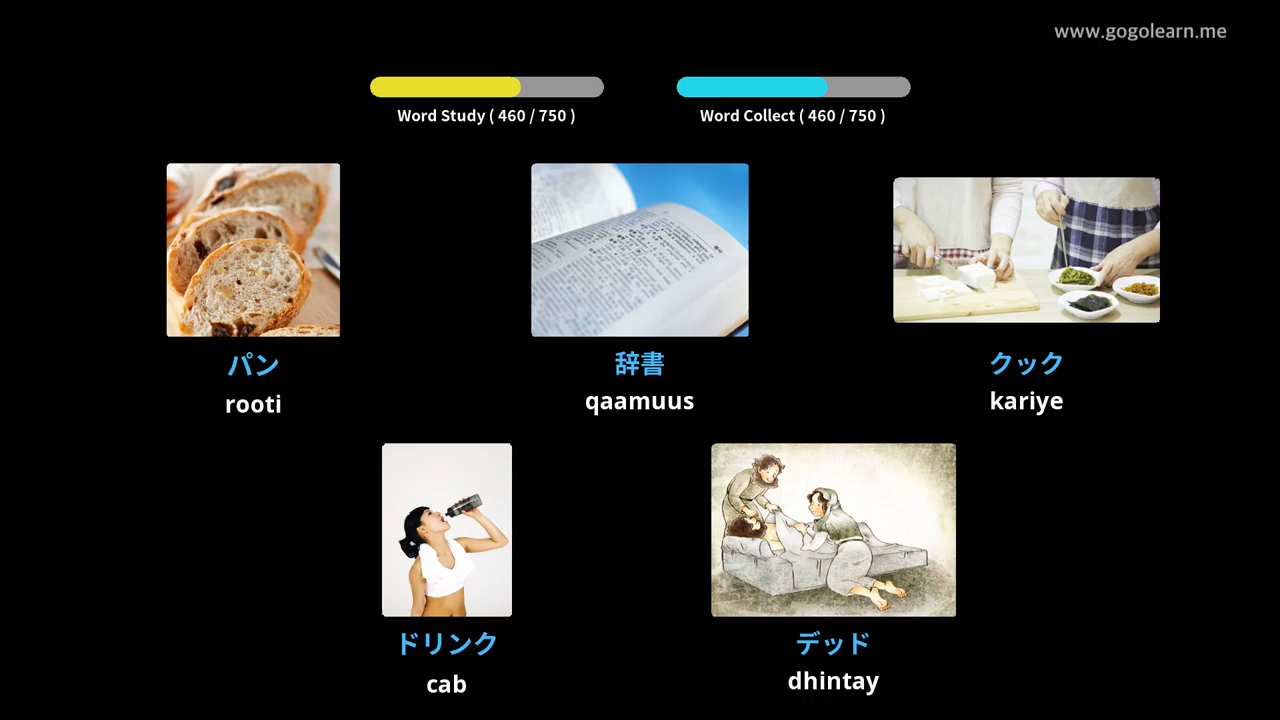 www.gogolearn.me
Word Study ( 460 / 750 )
Word Collect ( 460 / 750 )
パン
rooti
辞書
qaamuus
クック
kariye
ドリンク
cab
デッド
dhintay